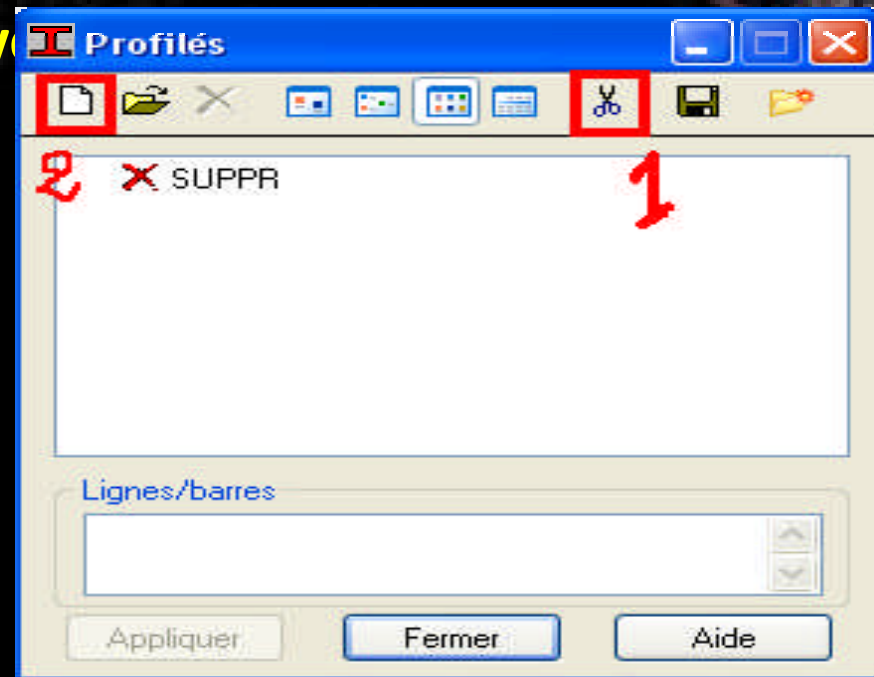 Profilés
2
SUPPR
1
Lignes/barres
Appliquer
Fermer
Aide